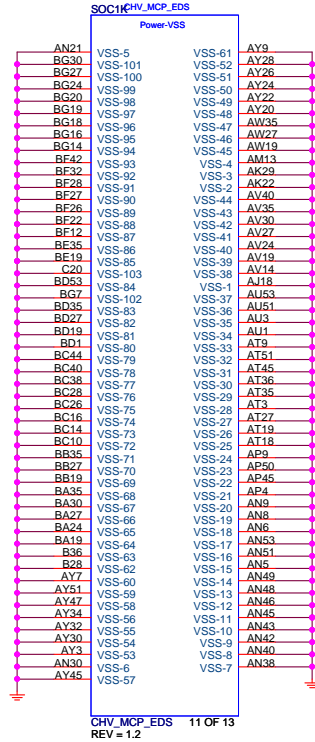 SOC1K CHV_MCP_EDS
Power-VSS
AN21 VSS-5 VSS-61 AY9
BG30 VSS-101 VSS-52 AY28
BG27 VSS-100 VSS-51 AY26
BG24 VSS-99 VSS-50 AY24
BG20 VSS-98 VSS-49 AY22
BG19 VSS-97 VSS-48 AY20
BG18 VSS-96 VSS-47 AW35
BG16 VSS-95 VSS-46 AW27
BG14 VSS-94 VSS-45 AW19
BF42 VSS-93 VSS-4 AM13
BF32 VSS-92 VSS-3 AK29
BF28 VSS-91 VSS-2 AK22
BF27 VSS-90 VSS-44 AV40
BF26 VSS-89 VSS-43 AV35
BF22 VSS-88 VSS-42 AV30
BF12 VSS-87 VSS-41 AV27
BE35 VSS-86 VSS-40 AV24
BE19 VSS-85 VSS-39 AV19
C20 VSS-103 VSS-38 AV14
BD53 VSS-84 VSS-1 AJ18
BG7 VSS-102 VSS-37 AU53
BD35 VSS-83 VSS-36 AU51
BD27 VSS-82 VSS-35 AU3
BD19 VSS-81 VSS-34 AU1
BD1 VSS-80 VSS-33 AT9
BC44 VSS-79 VSS-32 AT51
BC40 VSS-78 VSS-31 AT45
BC38 VSS-77 VSS-30 AT36
BC28 VSS-76 VSS-29 AT35
BC26 VSS-75 VSS-28 AT3
BC16 VSS-74 VSS-27 AT27
BC14 VSS-73 VSS-26 AT19
BC10 VSS-72 VSS-25 AT18
BB35 VSS-71 VSS-24 AP9
BB27 VSS-70 VSS-23 AP50
BB19 VSS-69 VSS-22 AP45
BA35 VSS-68 VSS-21 AP4
BA30 VSS-67 VSS-20 AN9
BA27 VSS-66 VSS-19 AN8
BA24 VSS-65 VSS-18 AN6
BA19 VSS-64 VSS-17 AN53
B36 VSS-63 VSS-16 AN51
B28 VSS-62 VSS-15 AN5
AY7 VSS-60 VSS-14 AN49
AY51 VSS-59 VSS-13 AN48
AY47 VSS-58 VSS-12 AN46
AY34 VSS-56 VSS-11 AN45
AY32 VSS-55 VSS-10 AN43
AY30 VSS-54 VSS-9 AN42
AY3 VSS-53 VSS-8 AN40
AN30 VSS-6 VSS-7 AN38
AY45 VSS-57
CHV_MCP_EDS 11 OF 13
REV = 1.2